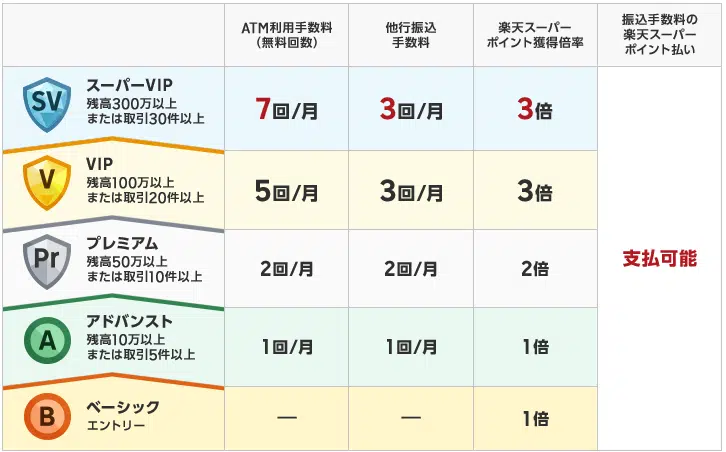 ATM利用手数料
（無料回数）
他行振込
手数料
楽天スーパー
ポイント獲得倍率
振込手数料の
楽天スーパー
ポイント払い
SV
スーパーVIP
残高300万以上
または取引30件以上
7回/月
3回/月
3倍
V
VIP
残高100万以上
または取引20件以上
5回/月
3回/月
3倍
Pr
プレミアム
残高50万以上
または取引10件以上
2回/月
2回/月
2倍
支払可能
A
アドバンスト
残高10万以上
または取引5件以上
1回/月
1回/月
1倍
B
ベーシック
エントリー
—
—
1倍